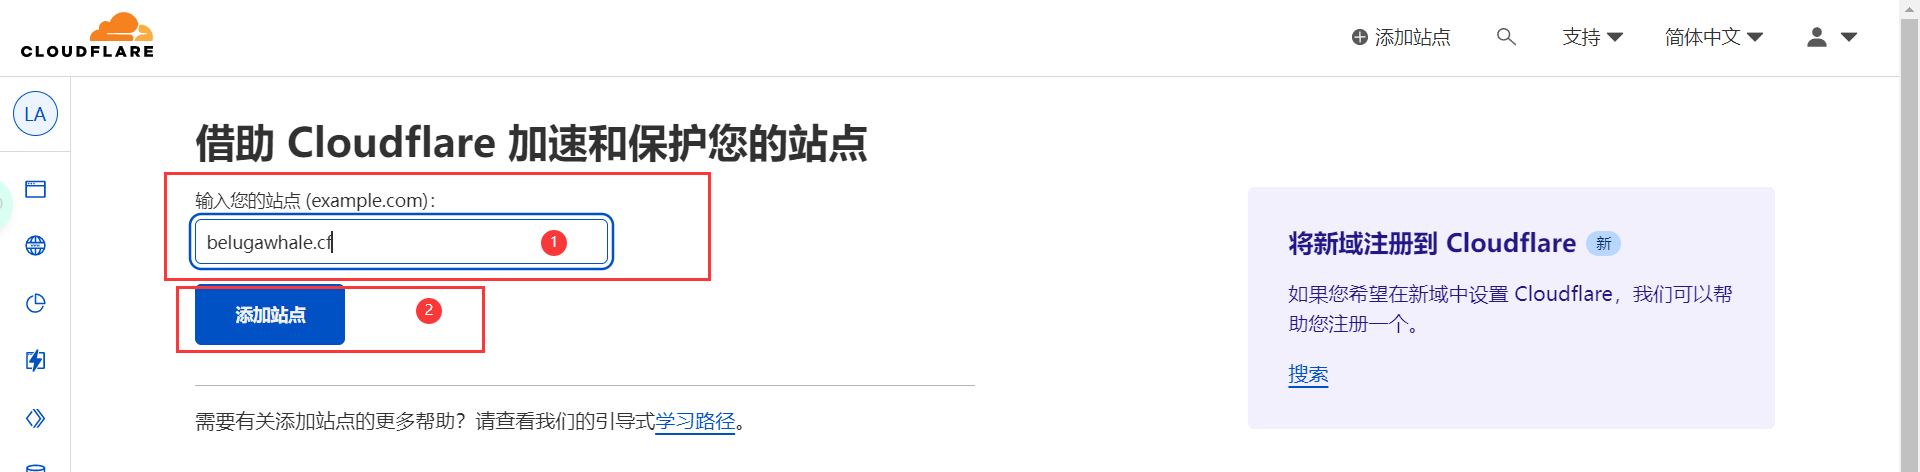 CLOUDFLARE
添加站点
支持
简体中文
LA
借助 Cloudflare 加速和保护您的站点
输入您的站点 (example.com)：
belugawhale.cf
1
添加站点
2
将新域注册到 Cloudflare 新
如果您希望在新域中设置 Cloudflare，我们可以帮
助您注册一个。
搜索
需要有关添加站点的更多帮助？请查看我们的引导式学习路径。